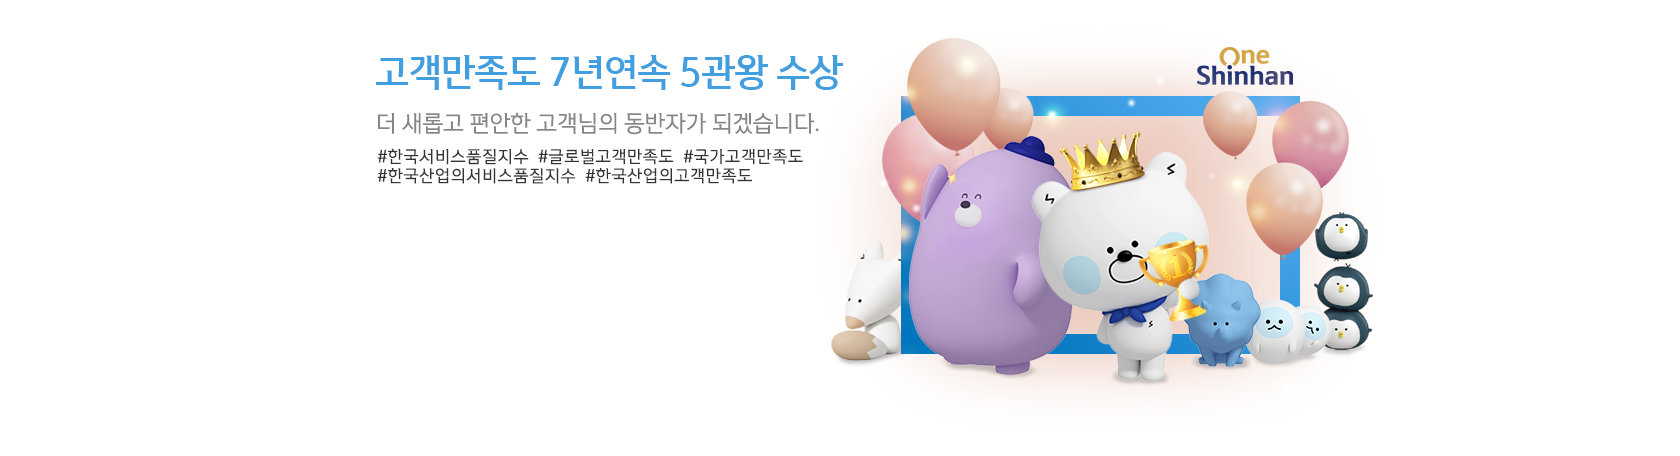 고객만족도 7년연속 5관왕 수상
더 새롭고 편안한 고객님의 동반자가 되겠습니다.
#한국서비스품질지수 #글로벌고객만족도 #국가고객만족도
#한국산업의서비스품질지수 #한국산업의고객만족도
One
Shinhan
1